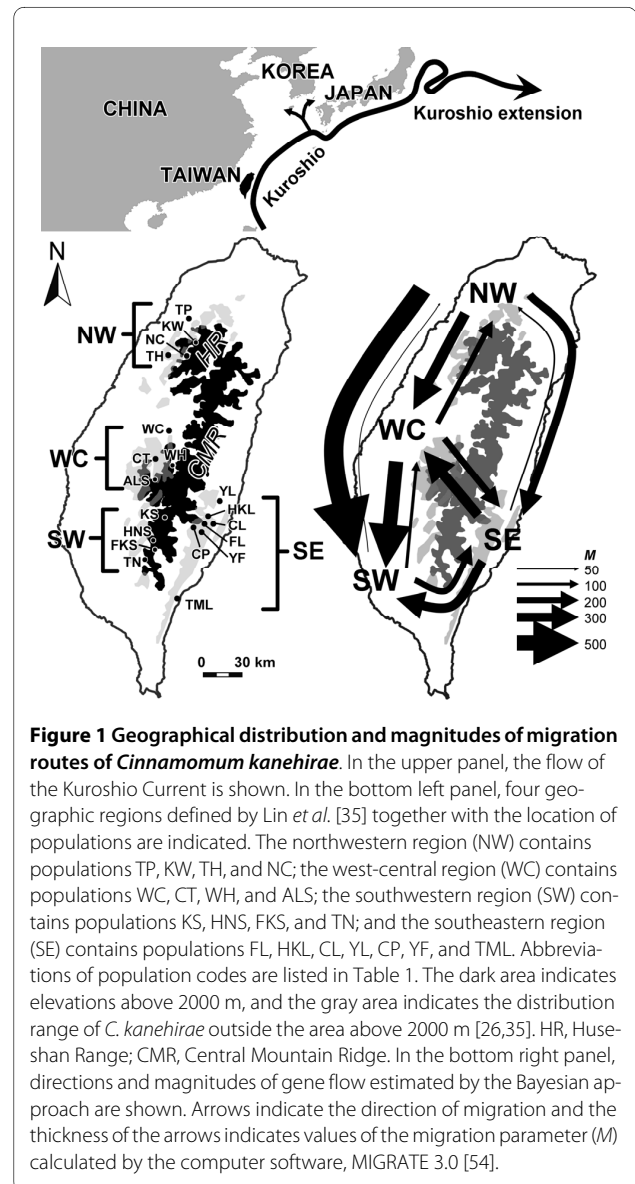 KOREA
JAPAN
CHINA
Kuroshio extension
TAIWAN
Kuroshio
N
NW
TP
KW
NC
TH
HR
WC
WC
CT
WH
ALS
CMR
SW
KS
HNS
FKS
TN
YL
HKL
CL
FL
YF
CP
SE
TML
0 30 km
NW
WC
SE
SW
M
50
100
200
300
500
Figure 1 Geographical distribution and magnitudes of migration
routes of Cinnamomum kanehirae. In the upper panel, the flow of
the Kuroshio Current is shown. In the bottom left panel, four geo-
graphic regions defined by Lin et al. [35] together with the location of
populations are indicated. The northwestern region (NW) contains
populations TP, KW, TH, and NC; the west-central region (WC) contains
populations WC, CT, WH, and ALS; the southwestern region (SW) con-
tains populations KS, HNS, FKS, and TN; and the southeastern region
(SE) contains populations FL, HKL, CL, YL, CP, YF, and TML. Abbrevia-
tions of population codes are listed in Table 1. The dark area indicates
elevations above 2000 m, and the gray area indicates the distribution
range of C. kanehirae outside the area above 2000 m [26,35]. HR, Huse-
shan Range; CMR, Central Mountain Ridge. In the bottom right panel,
directions and magnitudes of gene flow estimated by the Bayesian ap-
proach are shown. Arrows indicate the direction of migration and the
thickness of the arrows indicates values of the migration parameter (M)
calculated by the computer software, MIGRATE 3.0 [54].